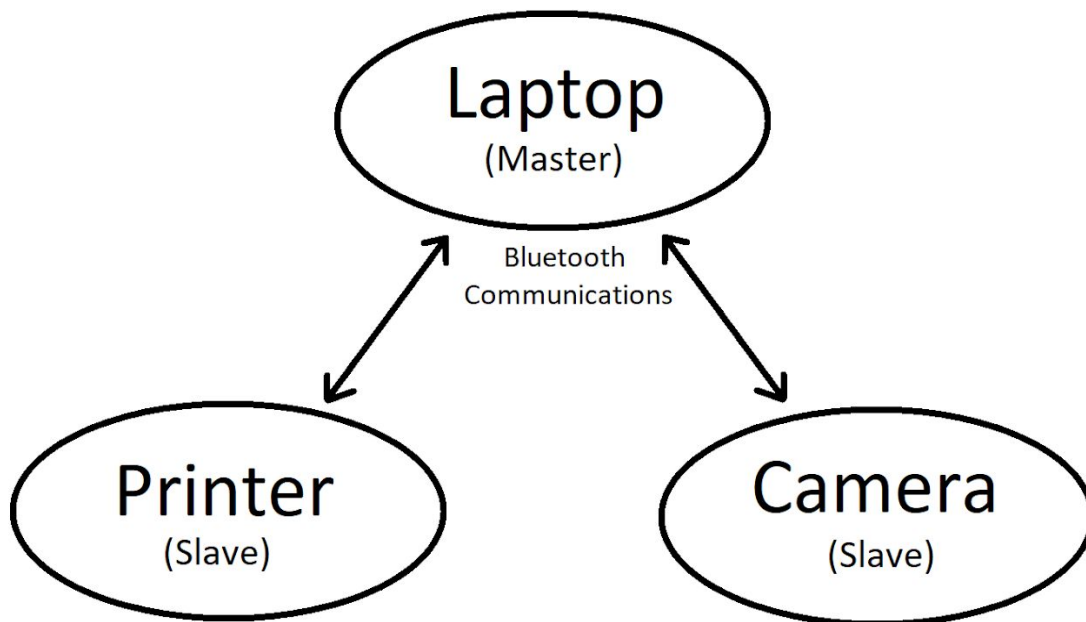 Laptop
(Master)
Bluetooth
Communications
Printer
(Slave)
Camera
(Slave)